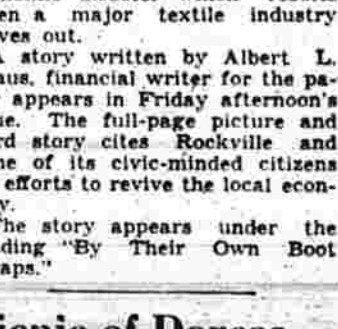 en a major textile industry
ves out.
A story written by Albert L.
aus, financial writer for the pa-
appears in Friday afternoon's
ue. The full-page picture and
rd story cites Rockville and
ne of its civic-minded citizens
efforts to revive the local econ-
y.
The story appears under the
ding "By Their Own Boot
aps."
of Dances